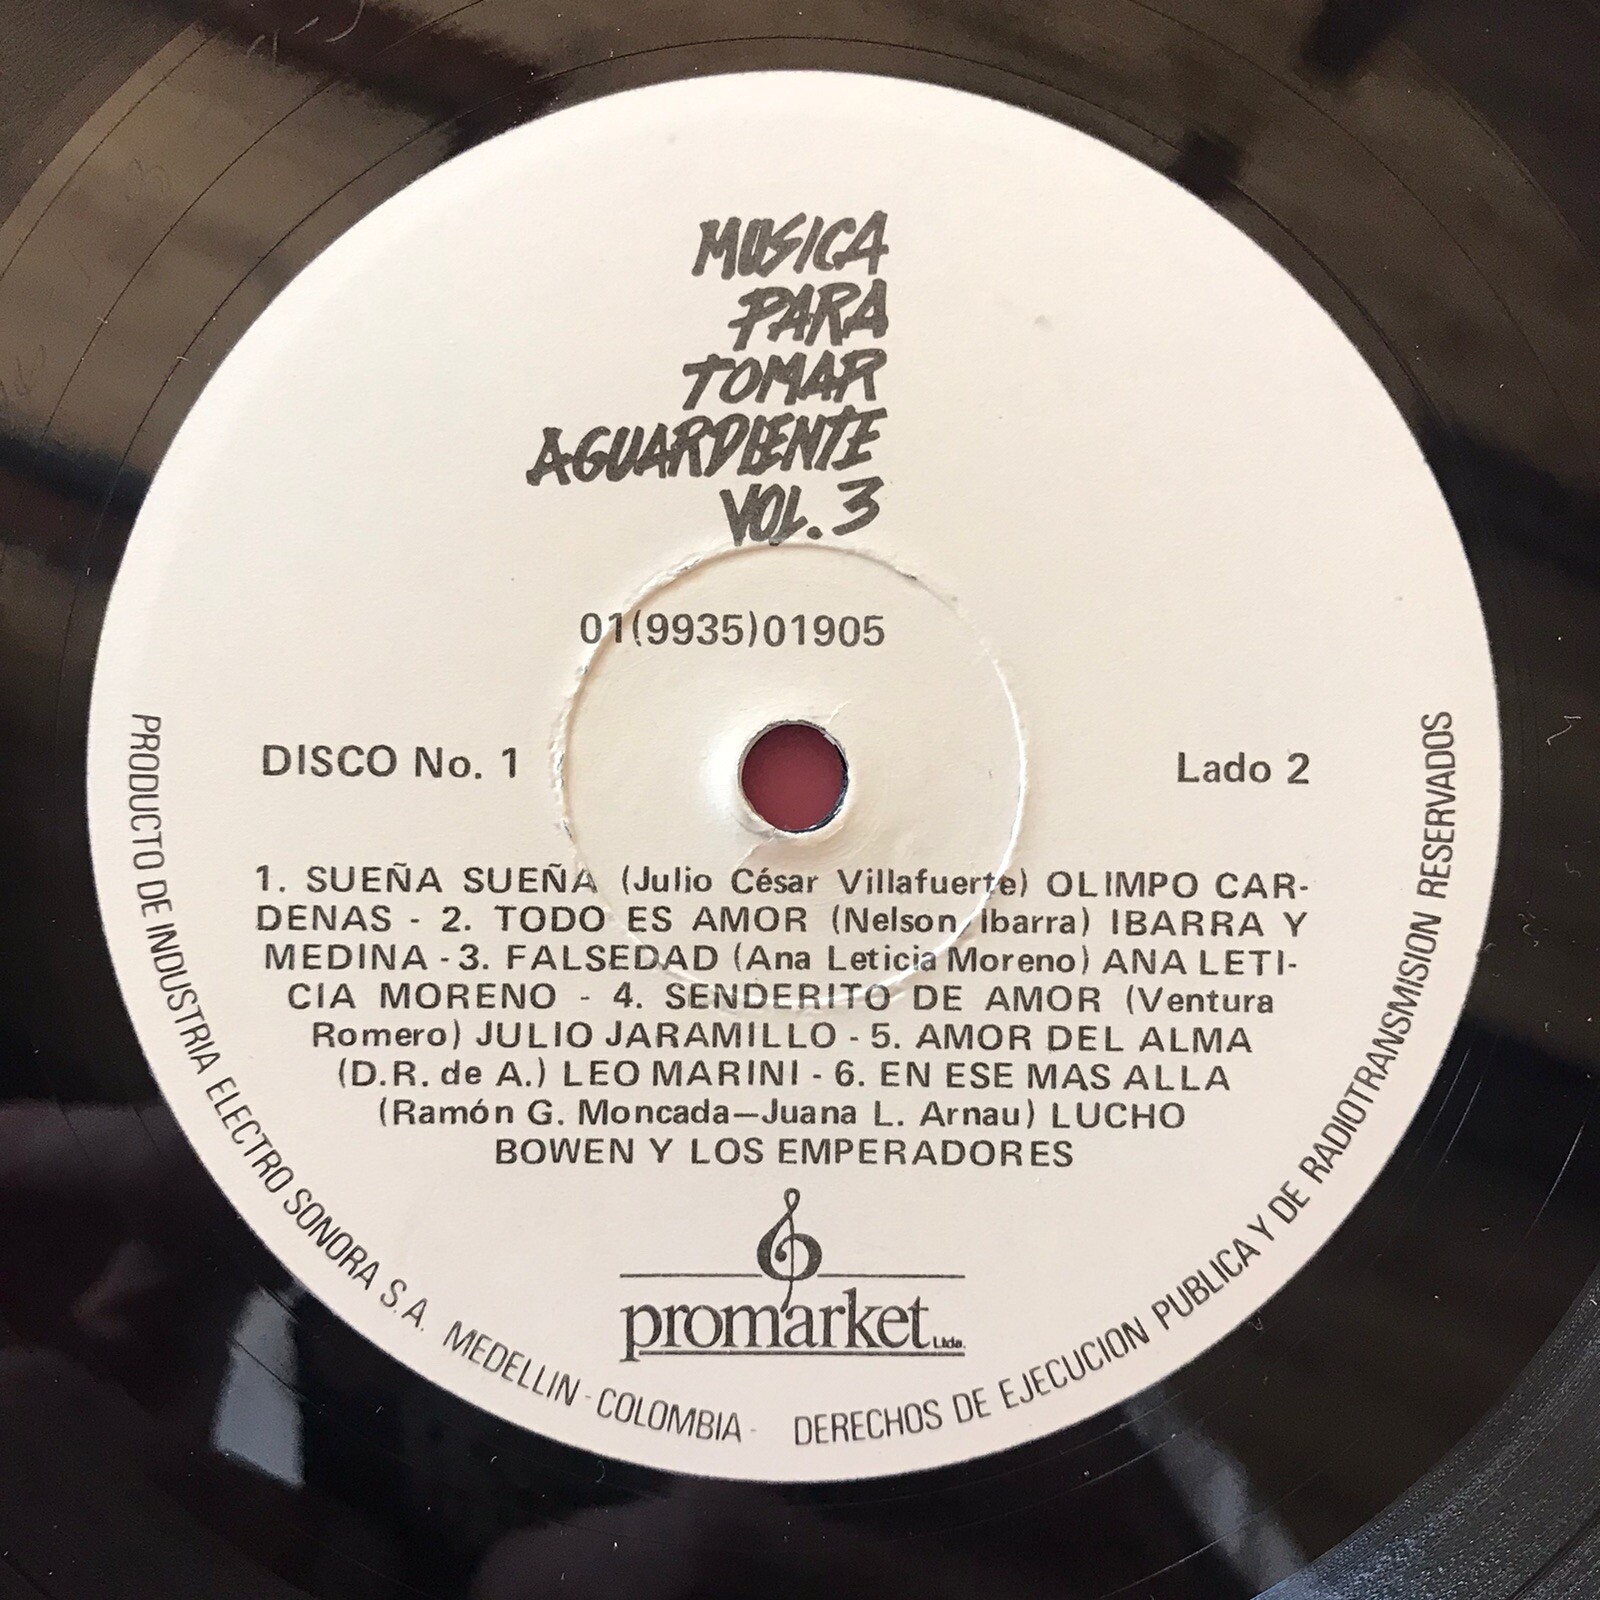 MUSICA
PARA
TOMAR
AGUARDIENTE
VOL. 3
01(9935)01905
DISCO No. 1
Lado 2
1. SUEÑA SUEÑA (Julio César Villafuerte) OLIMPO CAR-
DENAS - 2. TODO ES AMOR (Nelson Ibarra) IBARRA Y
MEDINA - 3. FALSEDAD (Ana Leticia Moreno) ANA LETI-
CIA MORENO - 4. SENDERITO DE AMOR (Ventura
Romero) JULIO JARAMILLO - 5. AMOR DEL ALMA
(D.R. de A.) LEO MARINI - 6. EN ESE MAS ALLA
(Ramón G. Moncada—Juana L. Arnau) LUCHO
BOWEN Y LOS EMPERADORES
promarket Ltda.
PRODUCTO DE INDUSTRIA ELECTRO SONORA S.A. MEDELLIN - COLOMBIA - DERECHOS DE EJECUCION PUBLICA Y DE RADIOTRANSMISION RESERVADOS